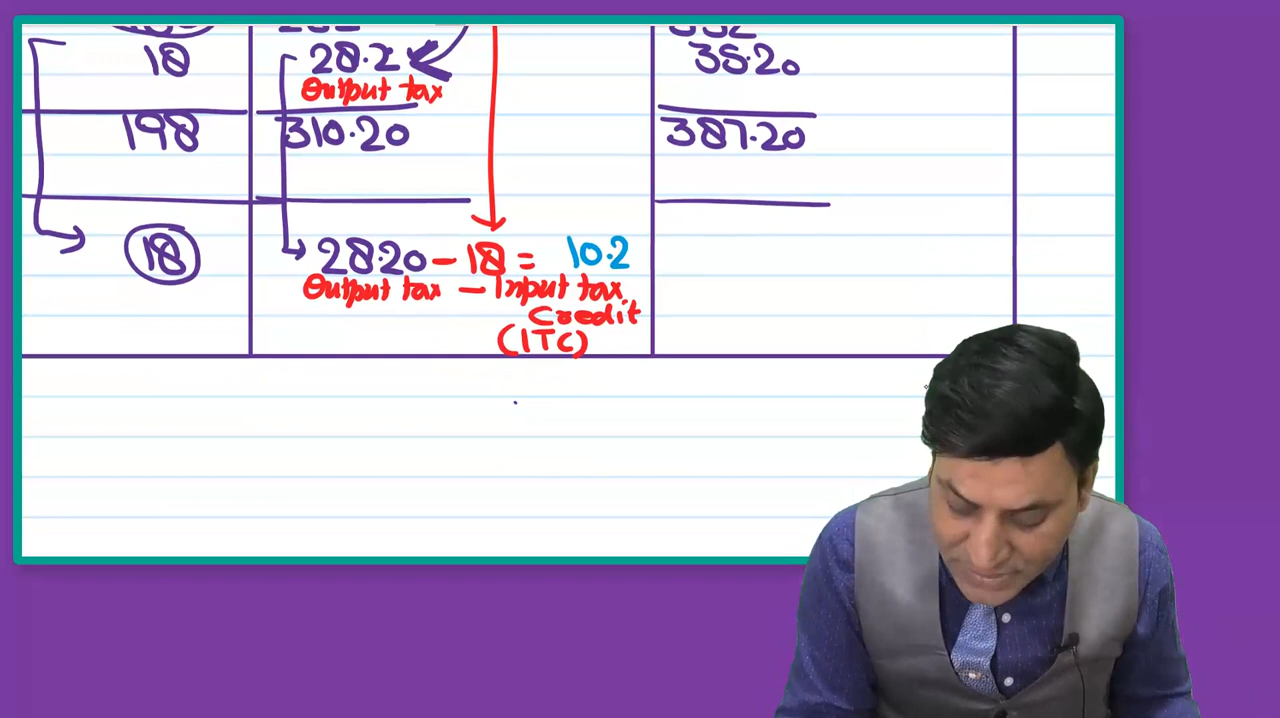 18 28.2 35.20
Output tax
198 310.20 387.20
18 28.20 - 18 = 10.2
Output tax - Input tax
Credit
(ITC)